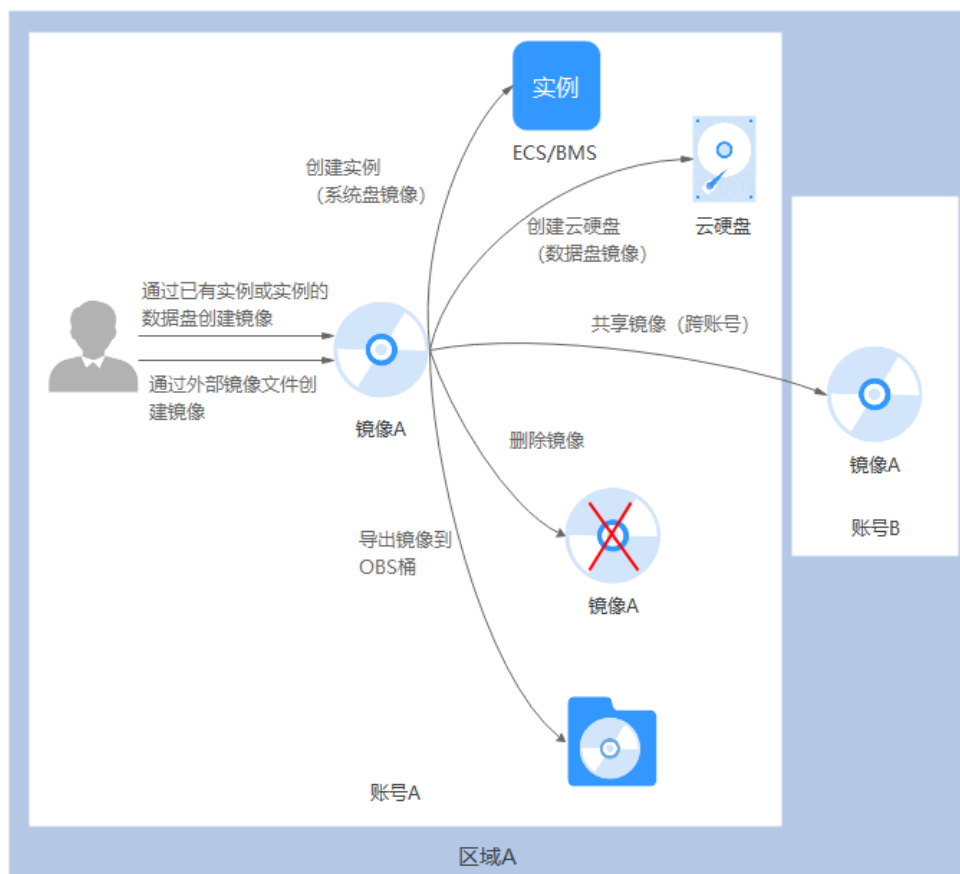 实例
ECS/BMS
创建实例
（系统盘镜像）
云硬盘
创建云硬盘
（数据盘镜像）
通过已有实例或实例的
数据盘创建镜像
通过外部镜像文件创
建镜像
镜像A
共享镜像（跨账号）
镜像A
账号B
删除镜像
镜像A
导出镜像到
OBS桶
账号A
区域A